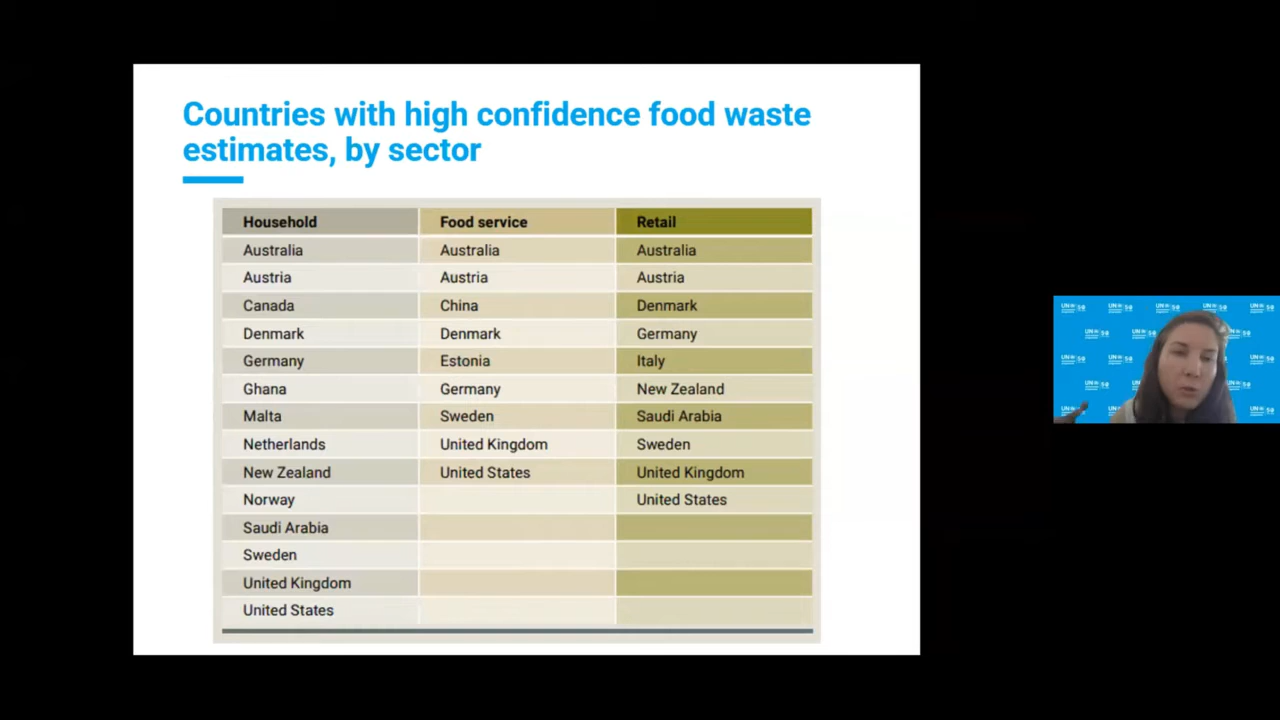 Countries with high confidence food waste
estimates, by sector
Household Food service Retail
Australia Australia Australia
Austria Austria Austria
Canada China Denmark
Denmark Denmark Germany
Germany Estonia Italy
Ghana Germany New Zealand
Malta Sweden Saudi Arabia
Netherlands United Kingdom Sweden
New Zealand United States United Kingdom
Norway United States
Saudi Arabia
Sweden
United Kingdom
United States